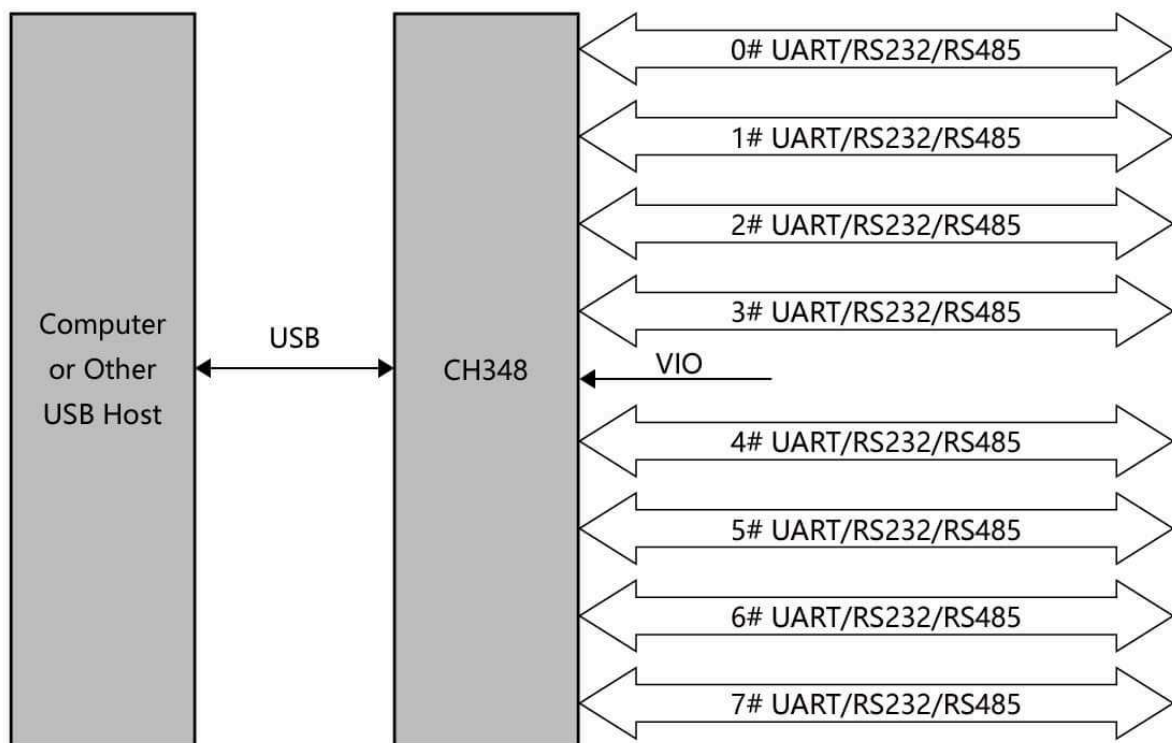 Computer
or Other
USB Host
USB
CH348
0# UART/RS232/RS485
1# UART/RS232/RS485
2# UART/RS232/RS485
3# UART/RS232/RS485
VIO
4# UART/RS232/RS485
5# UART/RS232/RS485
6# UART/RS232/RS485
7# UART/RS232/RS485